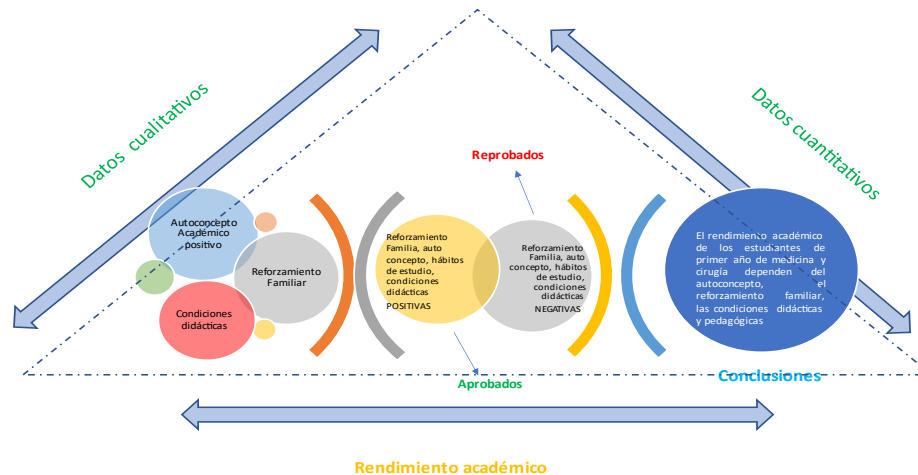 Datos cualitativos
Datos cuantitativos
Reprobados
Autoconcepto
Académico
positivo
Reforzamiento
Familiar
Condiciones
didácticas
Reforzamiento
Familia, auto
concepto, hábitos
de estudio,
condiciones
didácticas
POSITIVAS
Reforzamiento
Familia, auto
concepto, hábitos
de estudio,
condiciones
didácticas
NEGATIVAS
El rendimiento académico
de los estudiantes de
primer año de medicina y
cirugía dependen del
autoconcepto, el
reforzamiento familiar,
las condiciones didácticas
y pedagógicas
Aprobados
Conclusiones
Rendimiento académico